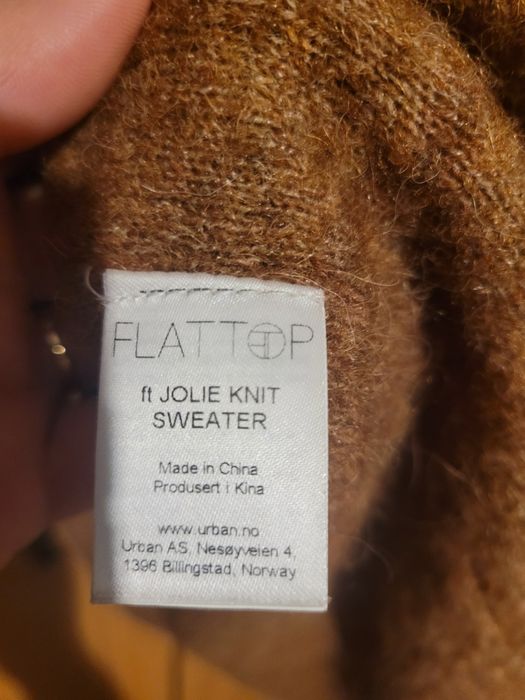 FLATTOP
ft JOLIE KNIT
SWEATER
Made in China
Produsert i Kina
www.urban.no
Urban AS, Nesøyveien 4,
1396 Billingstad, Norway